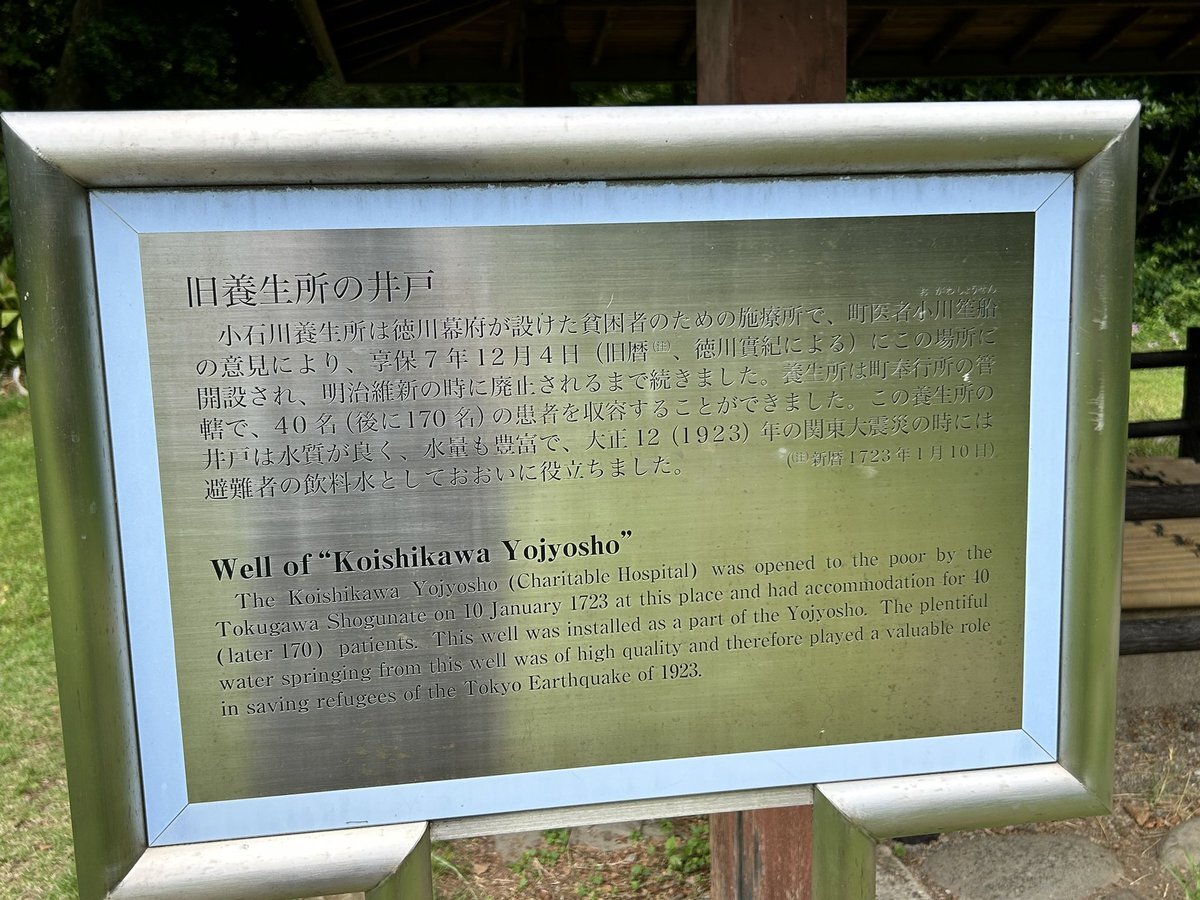 旧養生所の井戸
おがわしょうせん
小石川養生所は徳川幕府が設けた貧困者のための施療所で、町医者小川笙船
の意見により、享保7年12月4日(旧暦㊟、徳川實紀による)にこの場所に
開設され、明治維新の時に廃止されるまで続きました。養生所は町奉行所の管
轄で、40名(後に170名)の患者を収容することができました。この養生所の
井戸は水質が良く、水量も豊富で、大正12(1923)年の関東大震災の時には
避難者の飲料水としておおいに役立ちました。 (㊟新暦1723年1月10日)
Well of “Koishikawa Yojyosho”
The Koishikawa Yojyosho (Charitable Hospital) was opened to the poor by the
Tokugawa Shogunate on 10 January 1723 at this place and had accommodation for 40
(later 170) patients. This well was installed as a part of the Yojyosho. The plentiful
water springing from this well was of high quality and therefore played a valuable role
in saving refugees of the Tokyo Earthquake of 1923.